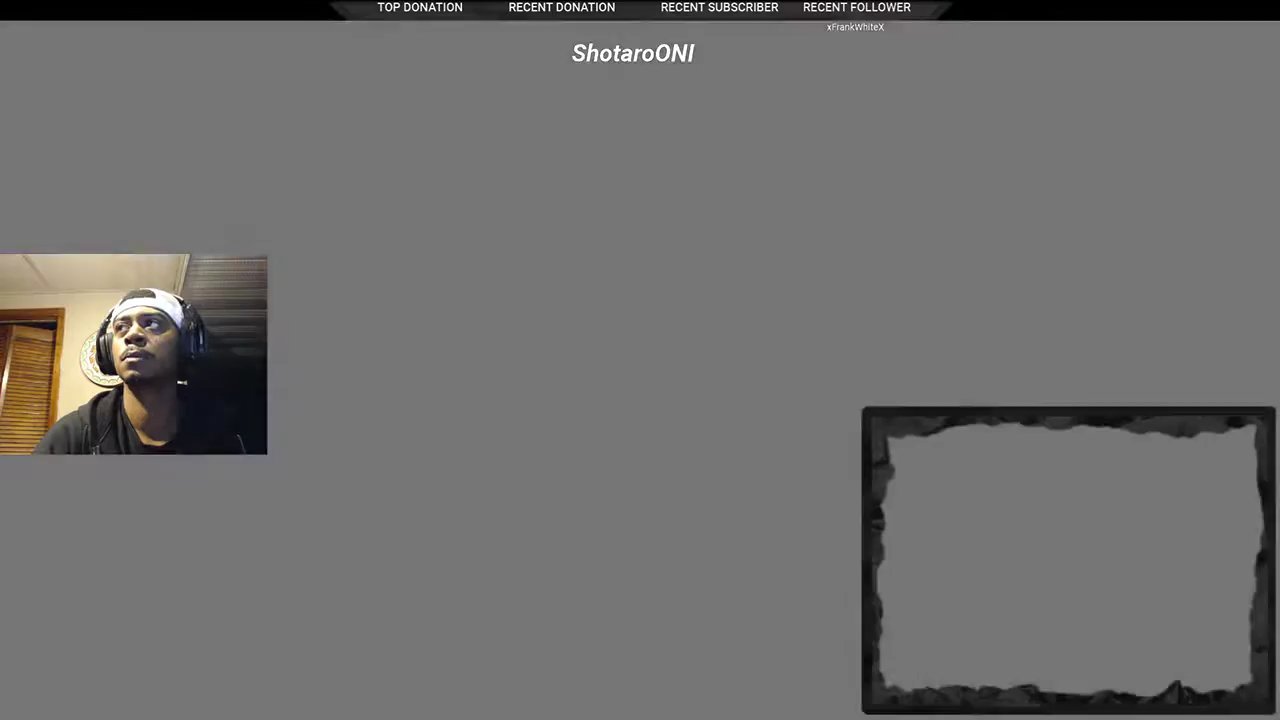 TOP DONATION RECENT DONATION RECENT SUBSCRIBER RECENT FOLLOWER
xFrankWhiteX
ShotaroONI